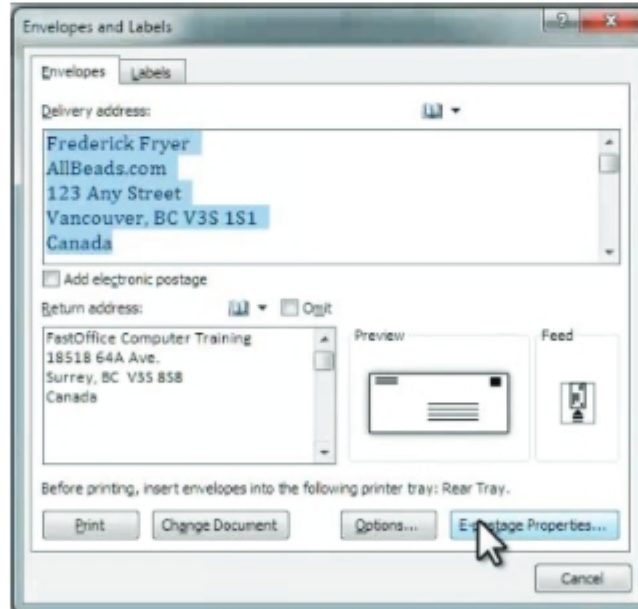 Envelopes and Labels
Envelopes Labels
Delivery address:
Frederick Fryer
AllBeads.com
123 Any Street
Vancouver, BC V3S 1S1
Canada
Add electronic postage
Return address: Omit
FastOffice Computer Training
18518 64A Ave.
Surrey, BC V3S 8S8
Canada
Preview
Feed
Before printing, insert envelopes into the following printer tray: Rear Tray.
Print Change Document Options... E-postage Properties...
Cancel